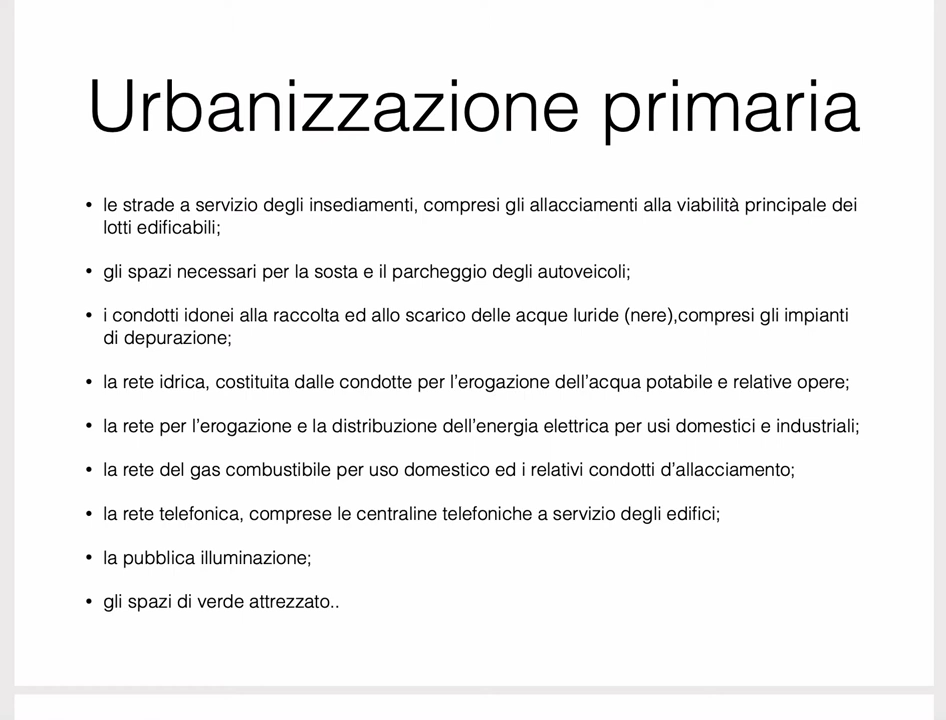 Urbanizzazione primaria
• le strade a servizio degli insediamenti, compresi gli allacciamenti alla viabilità principale dei
lotti edificabili;
• gli spazi necessari per la sosta e il parcheggio degli autoveicoli;
• i condotti idonei alla raccolta ed allo scarico delle acque luride (nere),compresi gli impianti
di depurazione;
• la rete idrica, costituita dalle condotte per l’erogazione dell’acqua potabile e relative opere;
• la rete per l’erogazione e la distribuzione dell’energia elettrica per usi domestici e industriali;
• la rete del gas combustibile per uso domestico ed i relativi condotti d’allacciamento;
• la rete telefonica, comprese le centraline telefoniche a servizio degli edifici;
• la pubblica illuminazione;
• gli spazi di verde attrezzato..